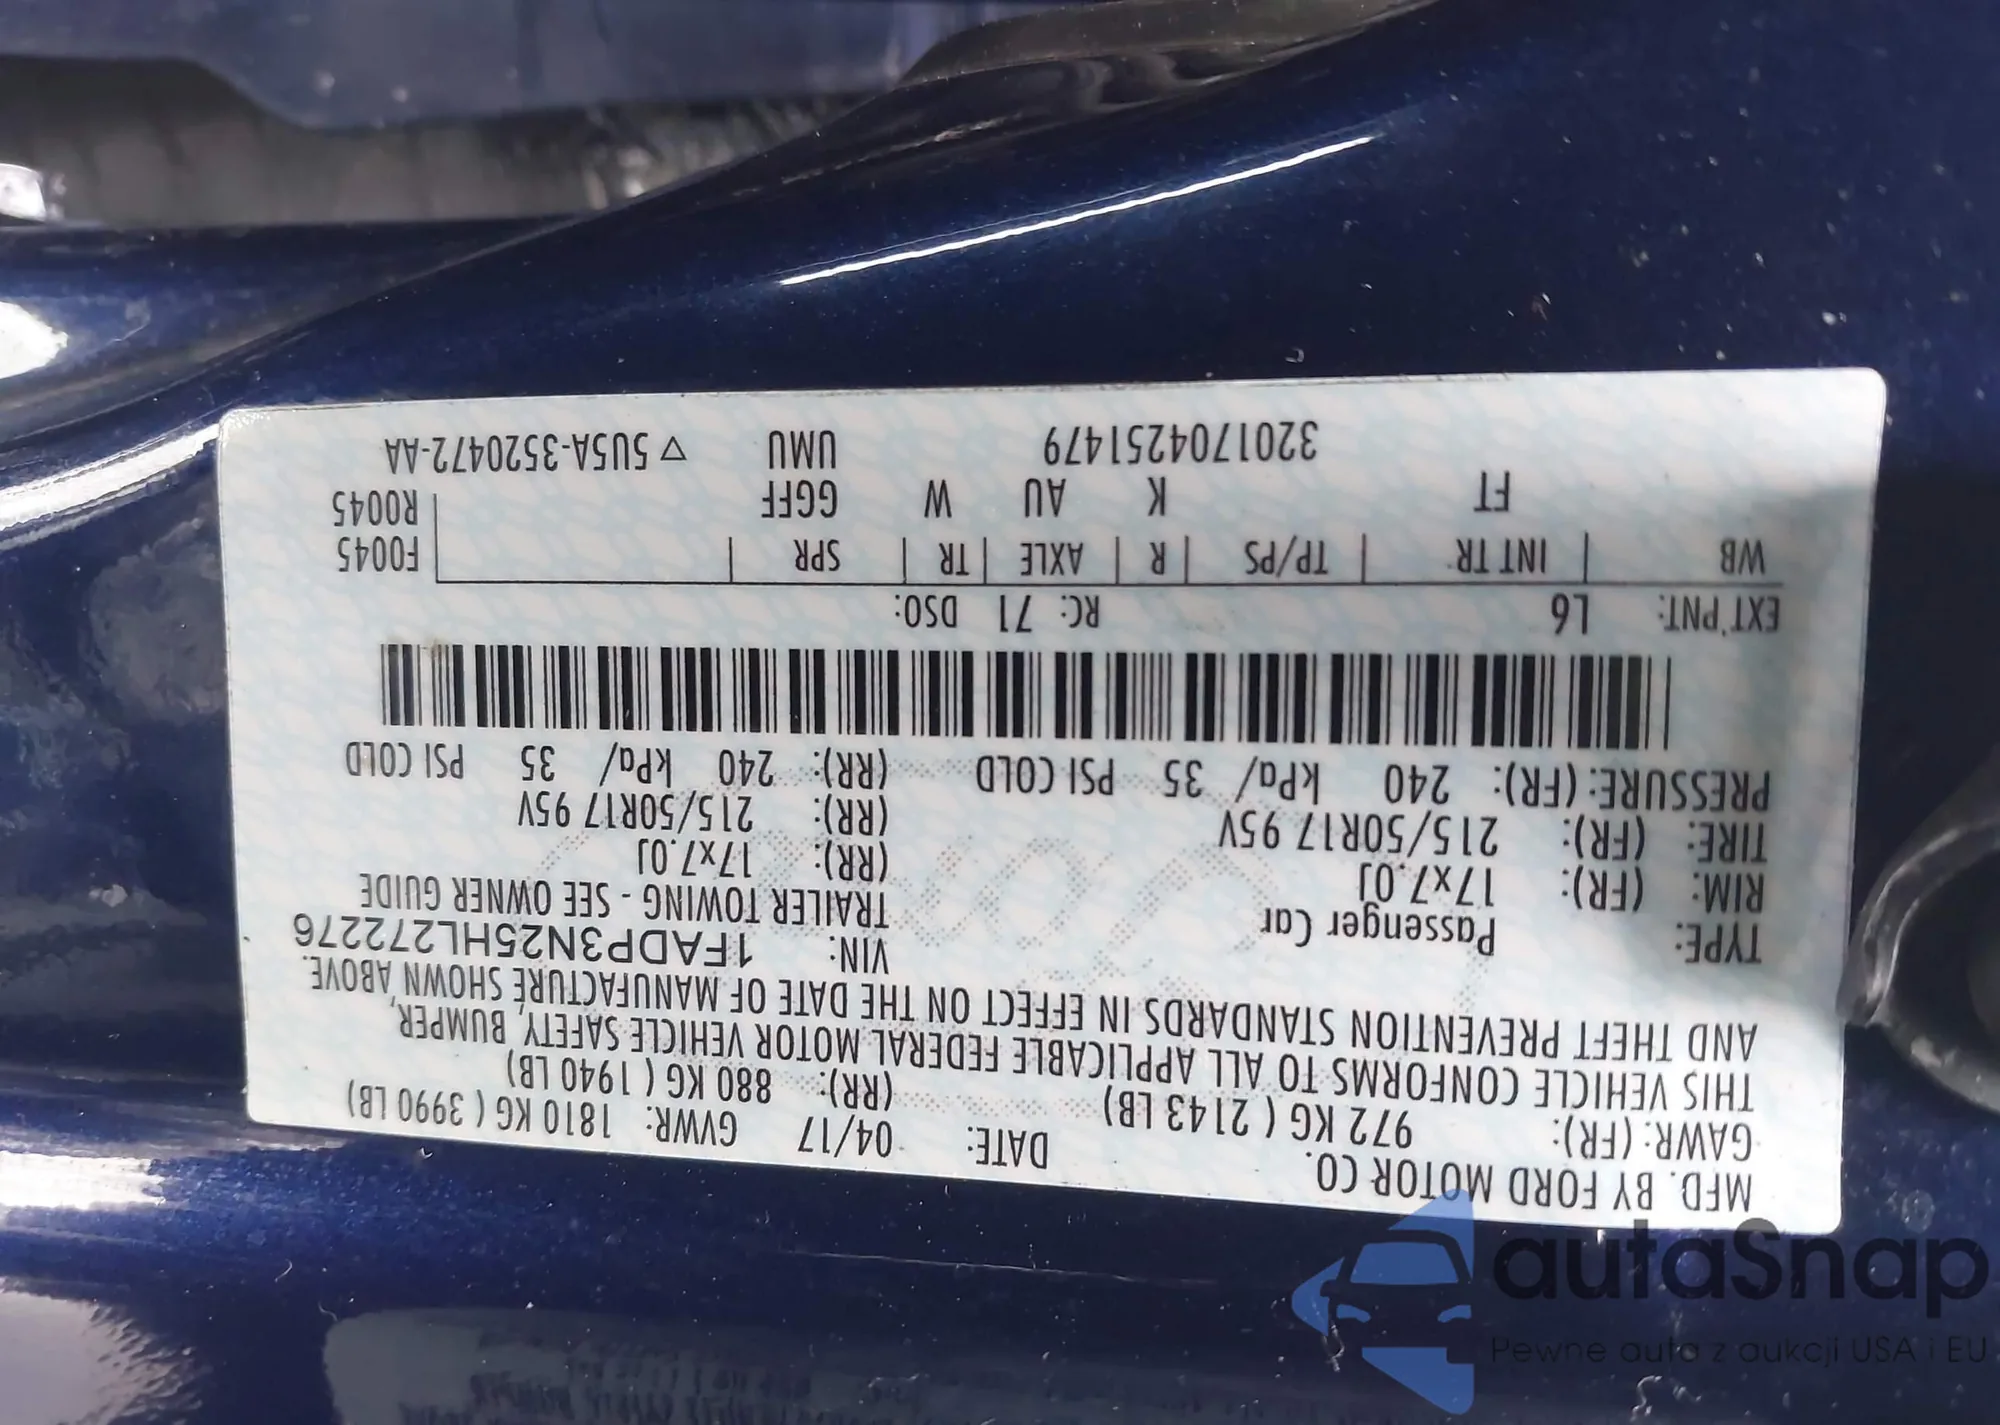 MFD. BY FORD MOTOR CO.
DATE: 04/17 GVWR: 1810 KG ( 3990 LB)
GAWR: (FR): 972 KG ( 2143 LB) (RR): 880 KG ( 1940 LB)
THIS VEHICLE CONFORMS TO ALL APPLICABLE FEDERAL MOTOR VEHICLE SAFETY, BUMPER,
AND THEFT PREVENTION STANDARDS IN EFFECT ON THE DATE OF MANUFACTURE SHOWN ABOVE.
VIN: 1FADP3N25HL272276
TYPE: Passenger Car TRAILER TOWING - SEE OWNER GUIDE
RIM: (FR): 17x7.0J (RR): 17x7.0J
TIRE: (FR): 215/50R17 95V (RR): 215/50R17 95V
PRESSURE: (FR): 240 kPa/ 35 PSI COLD (RR): 240 kPa/ 35 PSI COLD
EXT PNT: L6 RC: 71 DSO:
WB | INT TR | TP/PS | R | AXLE | TR | SPR | F0045
FT K AU W GGFF R0045
3201704251479 UMU ▽ 5U5A-3520472-AA
autaSnap
Pewne auta z aukcji USA i EU